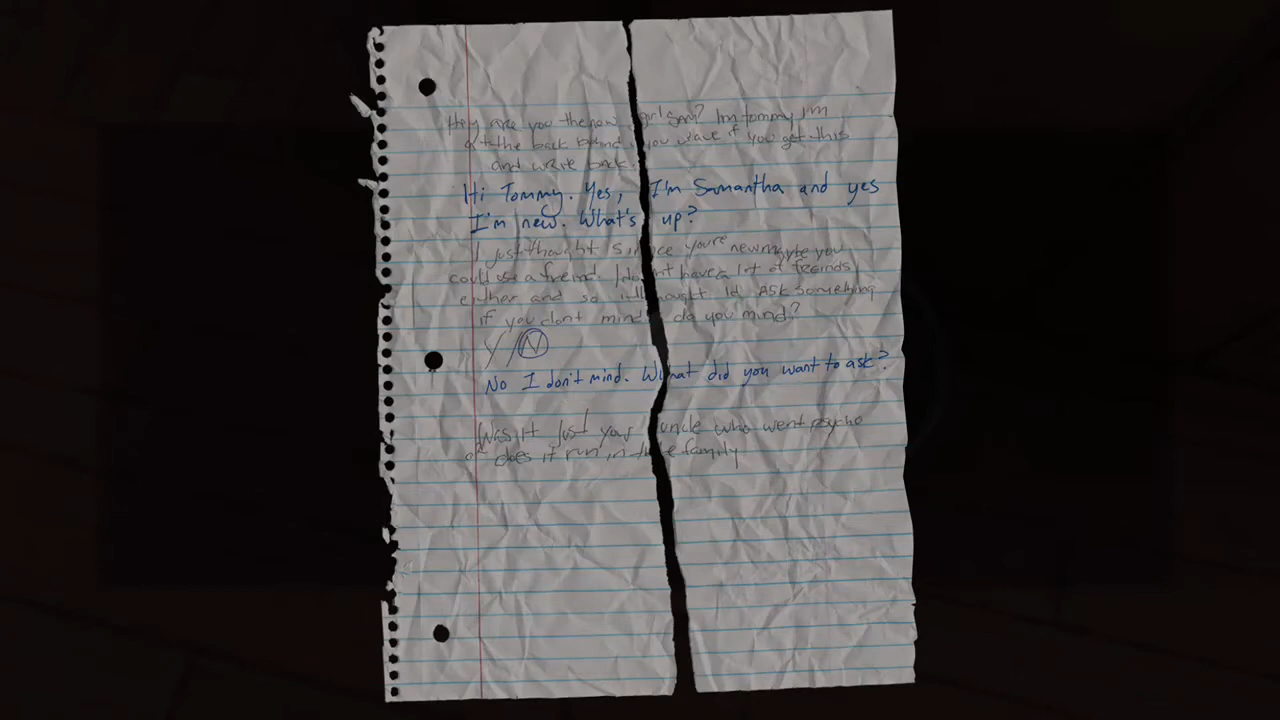 Hey are you the new girl Sam? Im tommy im
at the back behind you wave if you get this
and write back.
Hi Tommy. Yes, I'm Samantha and yes
I'm new. What's up?
I just thought since you're new maybe you
could use a freind. I dont have a lot of freinds
either and so i thought Id ASk Something
if you dont mind do you mind?
Y/N
No I don't mind. What did you want to ask?
Was it just your uncle who went psycho
or does it run in the family